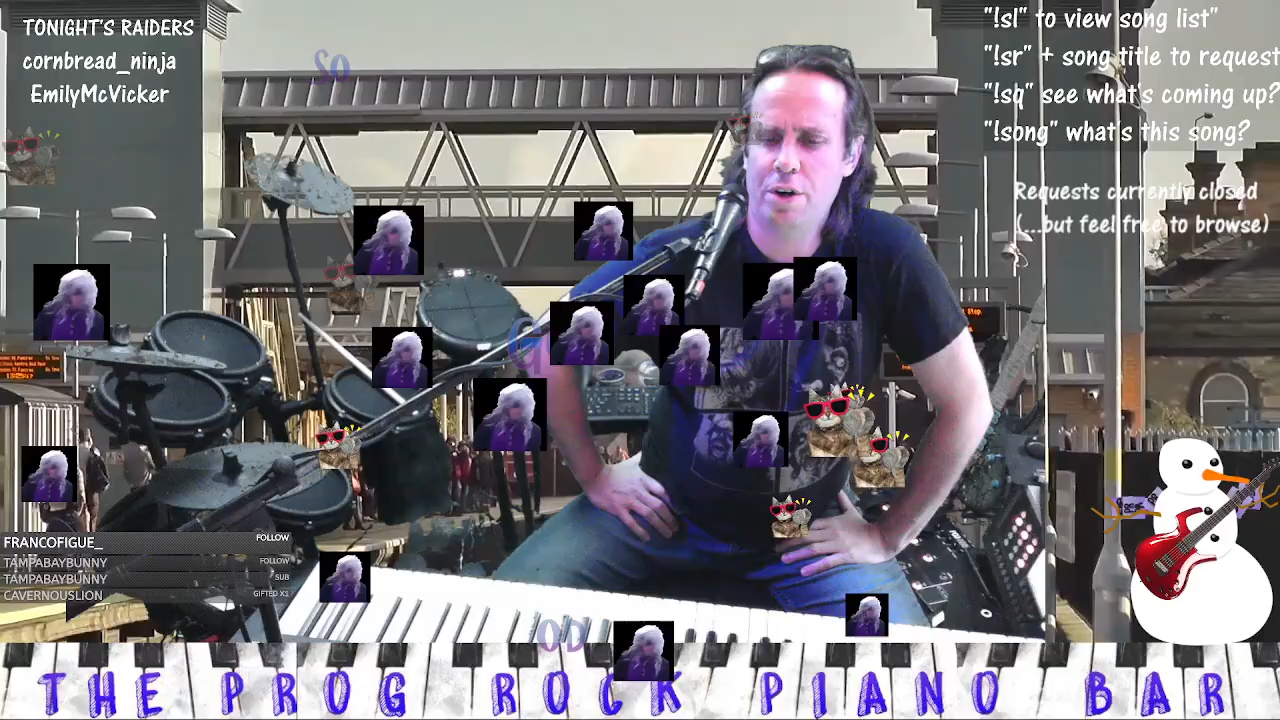 TONIGHT'S RAIDERS
cornbread_ninja
EmilyMcVicker
"!sl" to view song list"
"!sr" + song title to request
"!sq" see what's coming up?
"!song" what's this song?
Requests currently closed
(...but feel free to browse)
SO
G
OD
FRANCOFIGUE_ FOLLOW
TAMPABAYBUNNY FOLLOW
TAMPABAYBUNNY SUB
CAVERNOUSLION GIFTED X1
THE PROG ROCK PIANO BAR